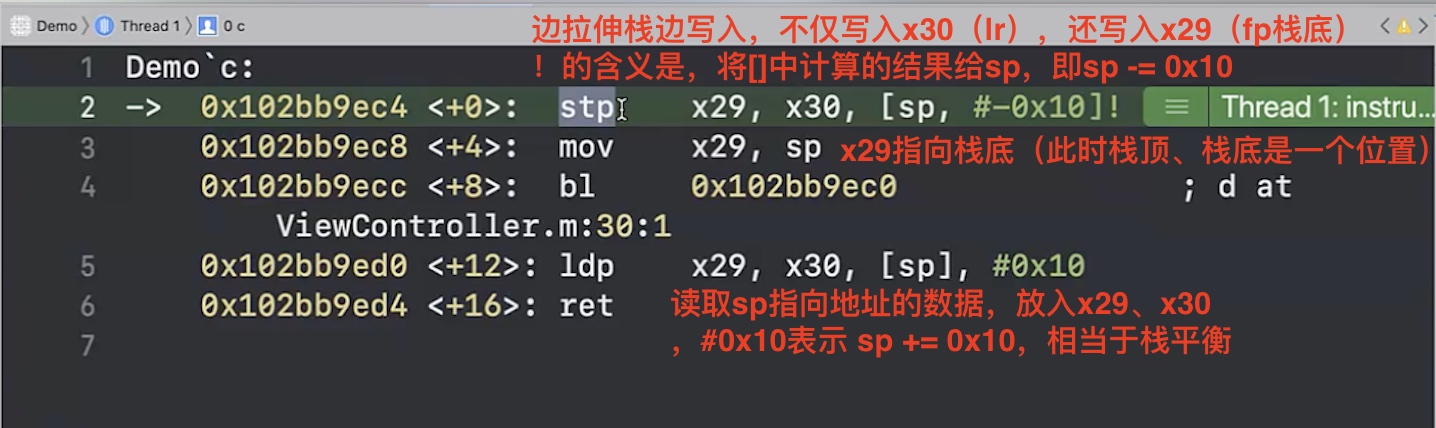 Demo 〉 Thread 1 〉 0 c
边拉伸栈边写入，不仅写入x30（lr），还写入x29（fp栈底）
！的含义是，将[]中计算的结果给sp，即sp -= 0x10
1 Demo`c:
2 -> 0x102bb9ec4 <+0>: stp x29, x30, [sp, #-0x10]! Thread 1: instru...
3 0x102bb9ec8 <+4>: mov x29, sp x29指向栈底（此时栈顶、栈底是一个位置）
4 0x102bb9ecc <+8>: bl 0x102bb9ec0 ; d at
ViewController.m:30:1
5 0x102bb9ed0 <+12>: ldp x29, x30, [sp], #0x10
6 0x102bb9ed4 <+16>: ret 读取sp指向地址的数据，放入x29、x30
，#0x10表示 sp += 0x10，相当于栈平衡
7